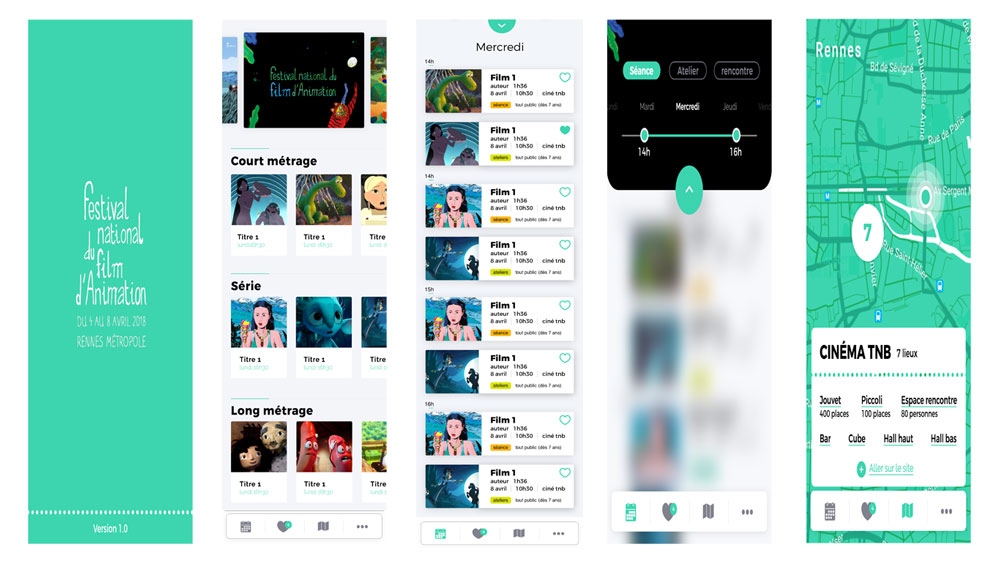 festival
national
du
film
d'Animation
DU 4 AU 8 AVRIL 2018
RENNES MÉTROPOLE
Version 1.0
festival national du
film d'Animation
Court métrage
Titre 1
lundi 18h30
Titre 1
lundi 18h30
Série
Titre 1
lundi 18h30
Titre 1
lundi 18h30
Long métrage
Titre 1
lundi 18h30
Titre 1
lundi 18h30
Mercredi
14h
Film 1
auteur 1h36
8 avril 10h30 ciné tnb
séance tout public (dès 7 ans)
Film 1
auteur 1h36
8 avril 10h30 ciné tnb
ateliers tout public (dès 7 ans)
14h
Film 1
auteur 1h36
8 avril 10h30 ciné tnb
séance tout public (dès 7 ans)
Film 1
auteur 1h36
8 avril 10h30 ciné tnb
ateliers tout public (dès 7 ans)
15h
Film 1
auteur 1h36
8 avril 10h30 ciné tnb
séance tout public (dès 7 ans)
Film 1
auteur 1h36
8 avril 10h30 ciné tnb
ateliers tout public (dès 7 ans)
16h
Film 1
auteur 1h36
8 avril 10h30 ciné tnb
séance tout public (dès 7 ans)
Film 1
auteur 1h36
8 avril 10h30 ciné tnb
ateliers tout public (dès 7 ans)
Séance Atelier rencontre
Mardi Mercredi Jeudi
14h 16h
Rennes
Bd de Sévigné
de la Duchesse Anne
Rue de Paris
Av Sergent M
7
Rue Saint-Hélier
CINÉMA TNB 7 lieux
Jouvet Piccoli Espace rencontre
400 places 100 places 80 personnes
Bar Cube Hall haut Hall bas
Aller sur le site